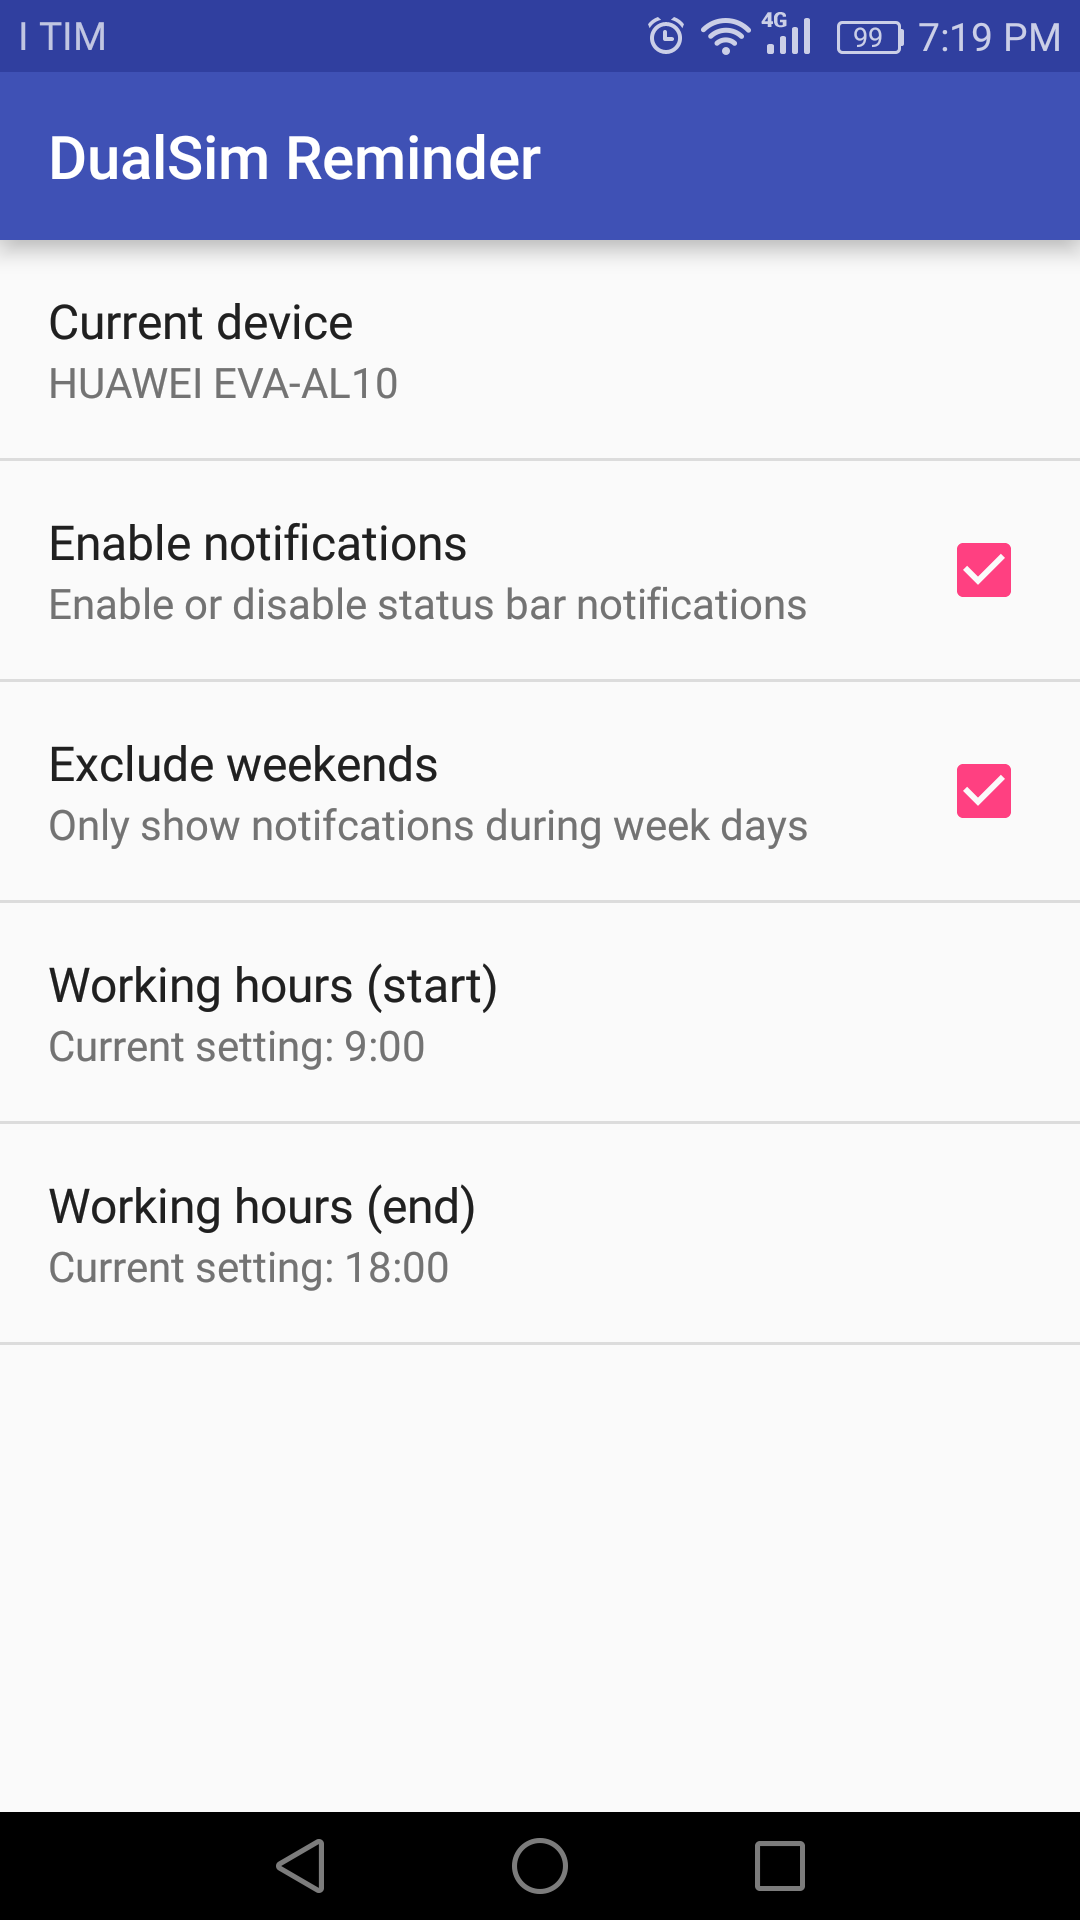 I TIM 4G 99 7:19 PM
DualSim Reminder
Current device
HUAWEI EVA-AL10
Enable notifications
Enable or disable status bar notifications
Exclude weekends
Only show notifcations during week days
Working hours (start)
Current setting: 9:00
Working hours (end)
Current setting: 18:00